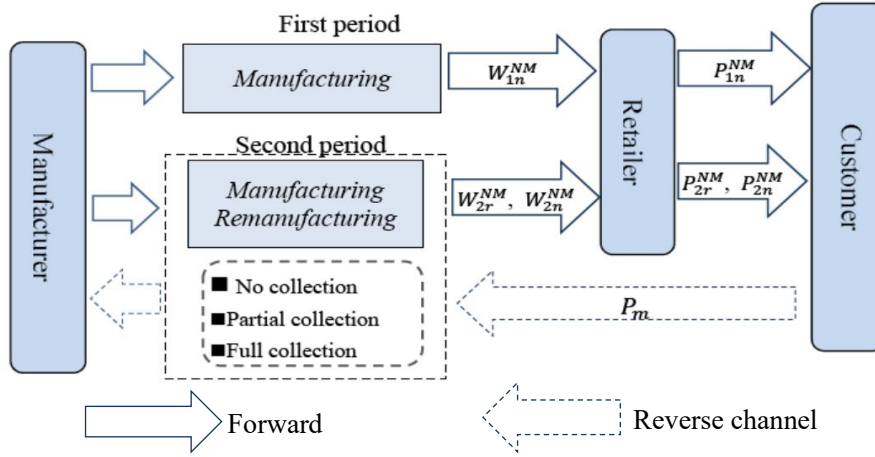 First period
Manufacturing
W_{1n}^{NM}
P_{1n}^{NM}
Manufacturer
Retailer
Customer
Second period
Manufacturing
Remanufacturing
W_{2r}^{NM}, W_{2n}^{NM}
P_{2r}^{NM}, P_{2n}^{NM}
■ No collection
■ Partial collection
■ Full collection
P_m
Forward
Reverse channel